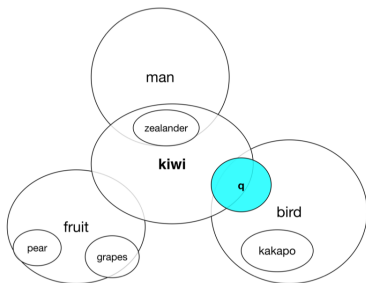 man
zealander
kiwi
q
bird
fruit
pear
grapes
kakapo